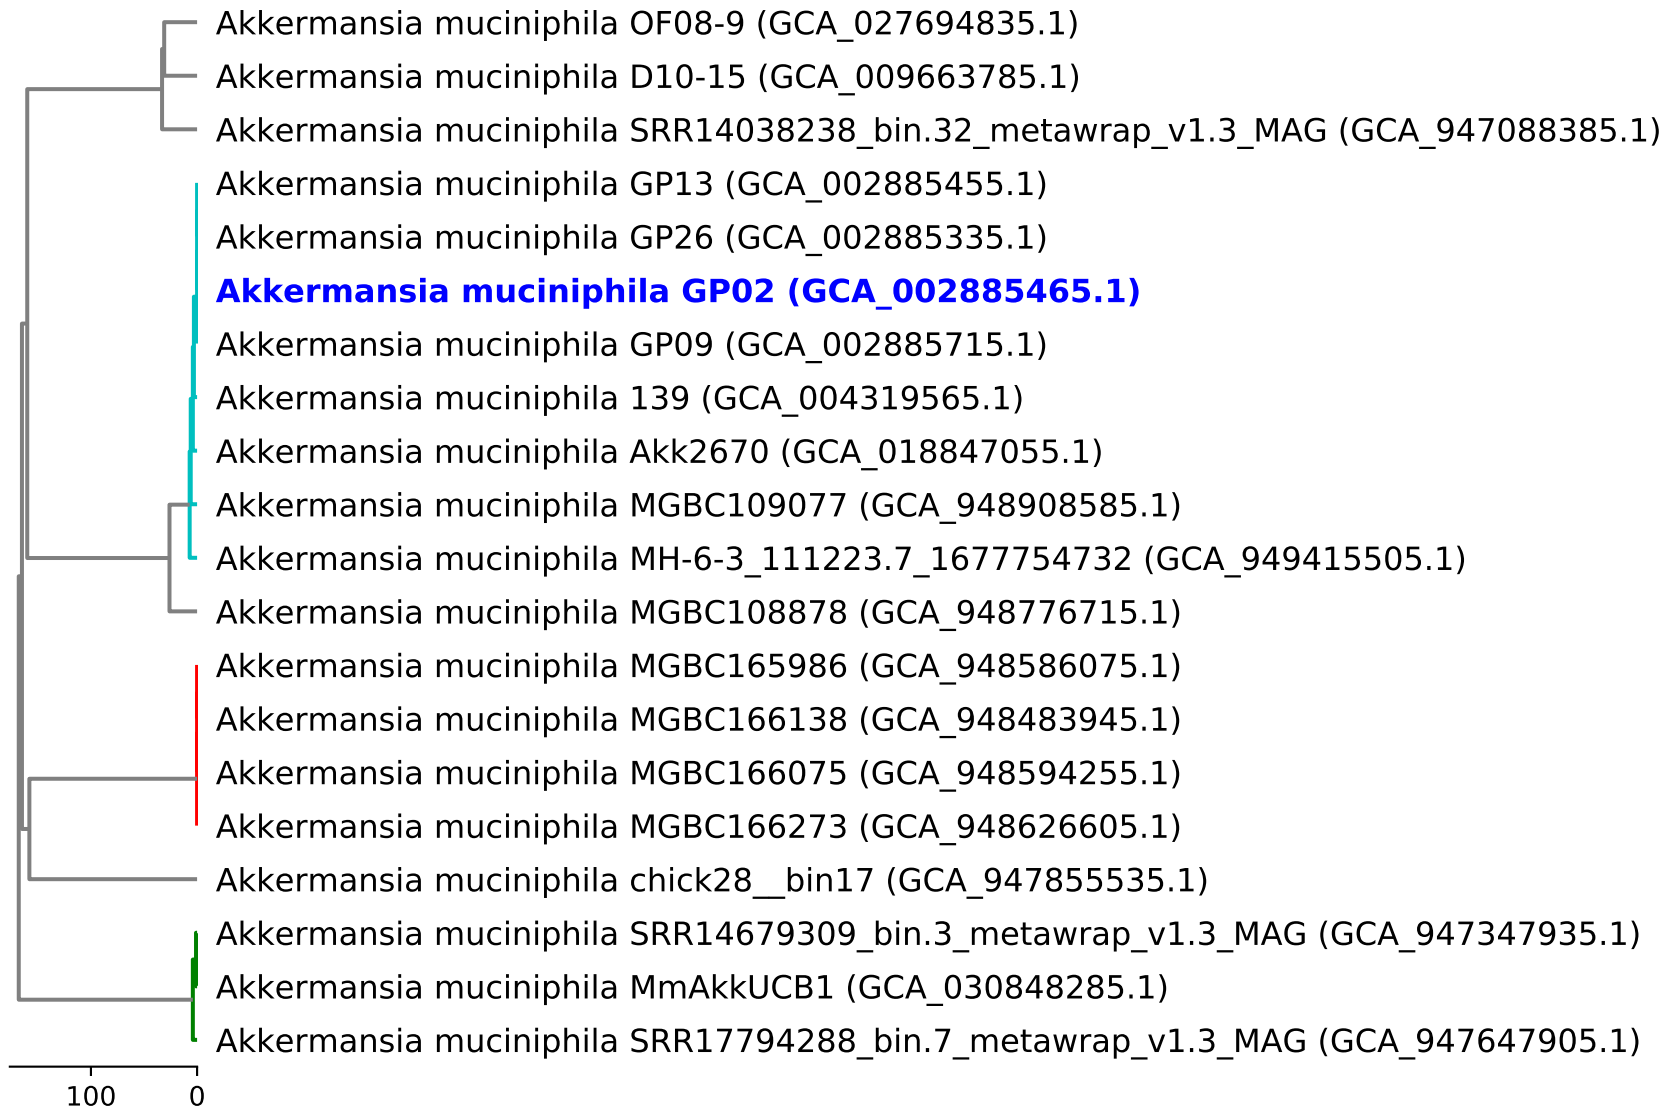 Akkermansia muciniphila OF08-9 (GCA_027694835.1)
Akkermansia muciniphila D10-15 (GCA_009663785.1)
Akkermansia muciniphila SRR14038238_bin.32_metawrap_v1.3_MAG (GCA_947088385.1)
Akkermansia muciniphila GP13 (GCA_002885455.1)
Akkermansia muciniphila GP26 (GCA_002885335.1)
Akkermansia muciniphila GP02 (GCA_002885465.1)
Akkermansia muciniphila GP09 (GCA_002885715.1)
Akkermansia muciniphila 139 (GCA_004319565.1)
Akkermansia muciniphila Akk2670 (GCA_018847055.1)
Akkermansia muciniphila MGBC109077 (GCA_948908585.1)
Akkermansia muciniphila MH-6-3_111223.7_1677754732 (GCA_949415505.1)
Akkermansia muciniphila MGBC108878 (GCA_948776715.1)
Akkermansia muciniphila MGBC165986 (GCA_948586075.1)
Akkermansia muciniphila MGBC166138 (GCA_948483945.1)
Akkermansia muciniphila MGBC166075 (GCA_948594255.1)
Akkermansia muciniphila MGBC166273 (GCA_948626605.1)
Akkermansia muciniphila chick28__bin17 (GCA_947855535.1)
Akkermansia muciniphila SRR14679309_bin.3_metawrap_v1.3_MAG (GCA_947347935.1)
Akkermansia muciniphila MmAkkUCB1 (GCA_030848285.1)
Akkermansia muciniphila SRR17794288_bin.7_metawrap_v1.3_MAG (GCA_947647905.1)
100 0